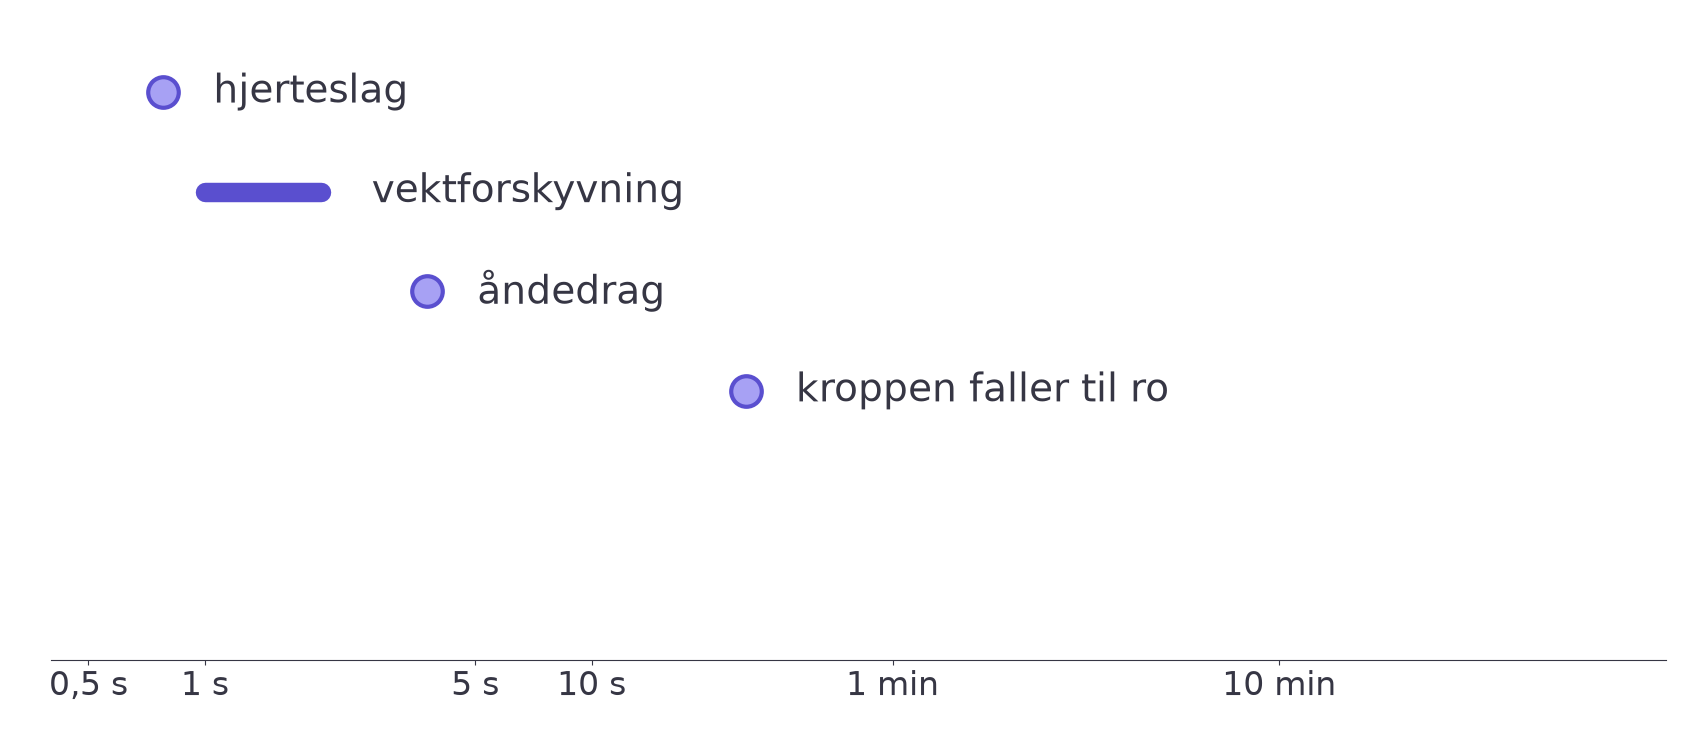 hjerteslag
vektforskyvning
åndedrag
kroppen faller til ro
0,5 s 1 s 5 s 10 s 1 min 10 min